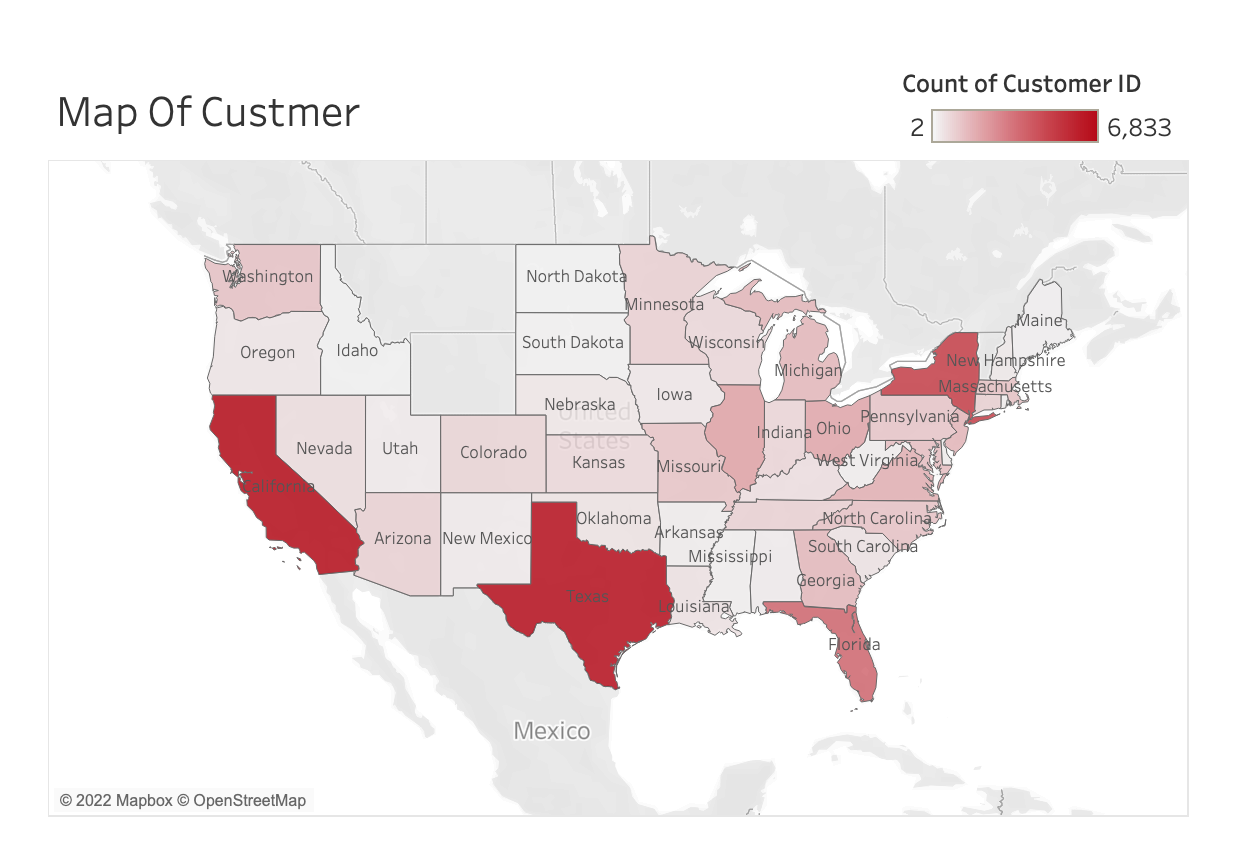 Count of Customer ID
Map Of Custmer
2 6,833
Washington
North Dakota
Minnesota
Maine
Oregon
Idaho
South Dakota
Wisconsin
New Hampshire
Michigan
Massachusetts
Iowa
Nebraska
United
States
Pennsylvania
Nevada
Utah
Colorado
Kansas
Missouri
Indiana
Ohio
West Virginia
California
Arizona
New Mexico
Oklahoma
Arkansas
North Carolina
South Carolina
Mississippi
Georgia
Texas
Louisiana
Florida
Mexico
© 2022 Mapbox © OpenStreetMap